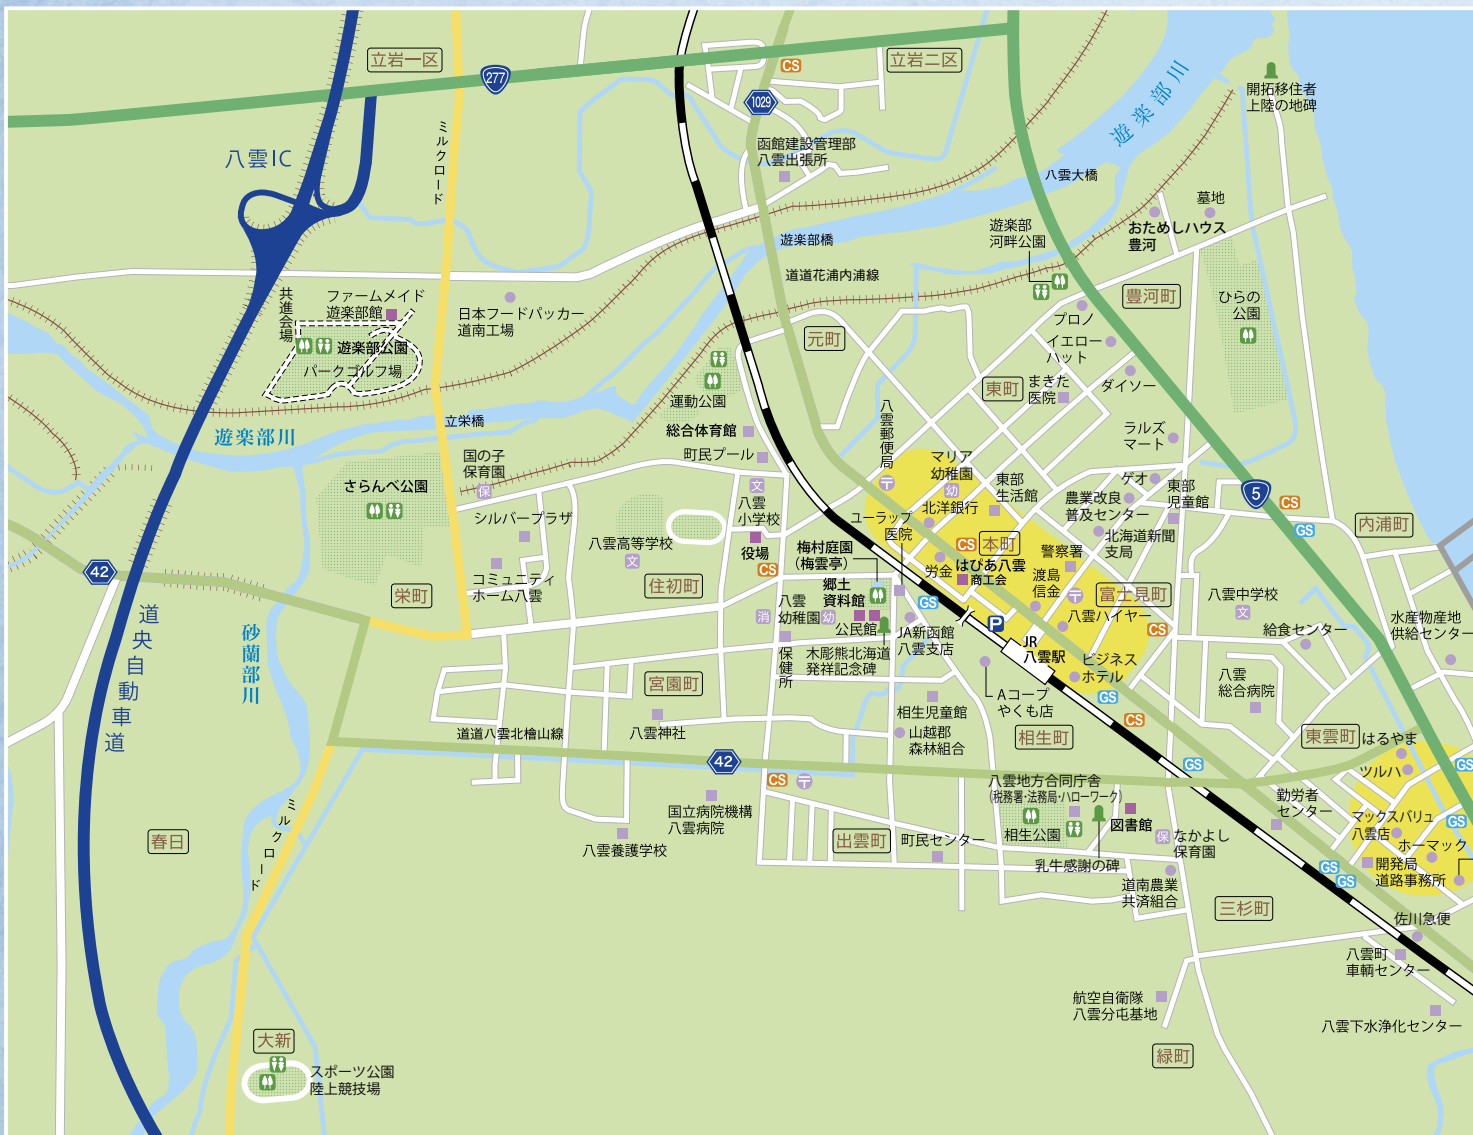 立岩一区
277
ミルクロード
八雲IC
CS
立岩二区
1029
函館建設管理部
八雲出張所
遊楽部川
開拓移住者
上陸の地碑
八雲大橋
墓地
おためしハウス
豊河
遊楽部
河畔公園
遊楽部橋
道道花浦内浦線
豊河町
ひらの
公園
共進会場
ファームメイド
遊楽部館
遊楽部公園
パークゴルフ場
日本フードパッカー
道南工場
元町
プロノ
イエロー
ハット
ダイソー
東町
まきた
医院
運動公園
立栄橋
遊楽部川
総合体育館
町民プール
八雲郵便局
〒
ラルズ
マート
国の子
保育園
保
さらんべ公園
シルバープラザ
文
八雲
小学校
役場
CS
マリア
幼稚園
幼
東部
生活館
北洋銀行
ゲオ
東部
児童館
農業改良
普及センター
北海道新聞
支局
5
CS
GS
内浦町
ユーラップ
医院
梅村庭園
(梅雲亭)
CS
本町
労金
はぴあ八雲
商工会
警察署
渡島
信金
〒
富士見町
八雲ハイヤー
CS
八雲高等学校
文
42
栄町
コミュニティ
ホーム八雲
住初町
郷土
資料館
公民館
消
八雲
幼稚園
幼
保健所
木彫熊北海道
発祥記念碑
GS
JA新函館
八雲支店
P
JR
八雲駅
ビジネス
ホテル
GS
CS
Aコープ
やくも店
八雲中学校
文
給食センター
水産物産地
供給センター
八雲
総合病院
道央自動車道
砂蘭部川
宮園町
八雲神社
道道八雲北檜山線
42
CS
〒
相生児童館
山越郡
森林組合
相生町
GS
東雲町
はるやま
ツルハ
GS
勤労者
センター
マックスバリュ
八雲店
GS
ホーマック
開発局
道路事務所
GS
GS
八雲地方合同庁舎
(税務署・法務局・ハローワーク)
相生公園
図書館
乳牛感謝の碑
保
なかよし
保育園
道南農業
共済組合
国立病院機構
八雲病院
八雲養護学校
出雲町
町民センター
春日
ミルクロード
三杉町
佐川急便
八雲町
車輌センター
航空自衛隊
八雲分屯基地
八雲下水浄化センター
緑町
大新
スポーツ公園
陸上競技場